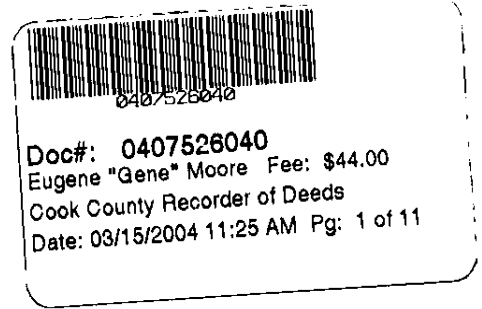 0407526040
Doc#: 0407526040
Eugene "Gene" Moore Fee: $44.00
Cook County Recorder of Deeds
Date: 03/15/2004 11:25 AM Pg: 1 of 11